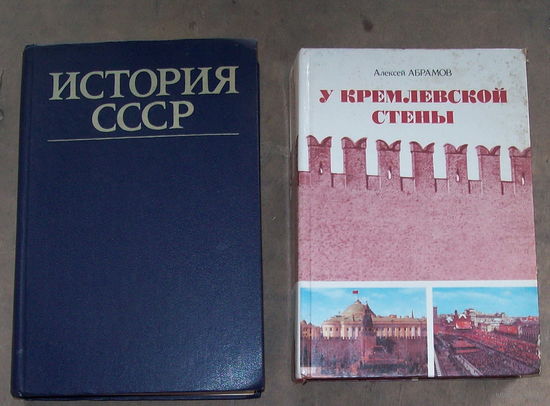 ИСТОРИЯ
СССР
Алексей АБРАМОВ
У КРЕМЛЕВСКОЙ
СТЕНЫ